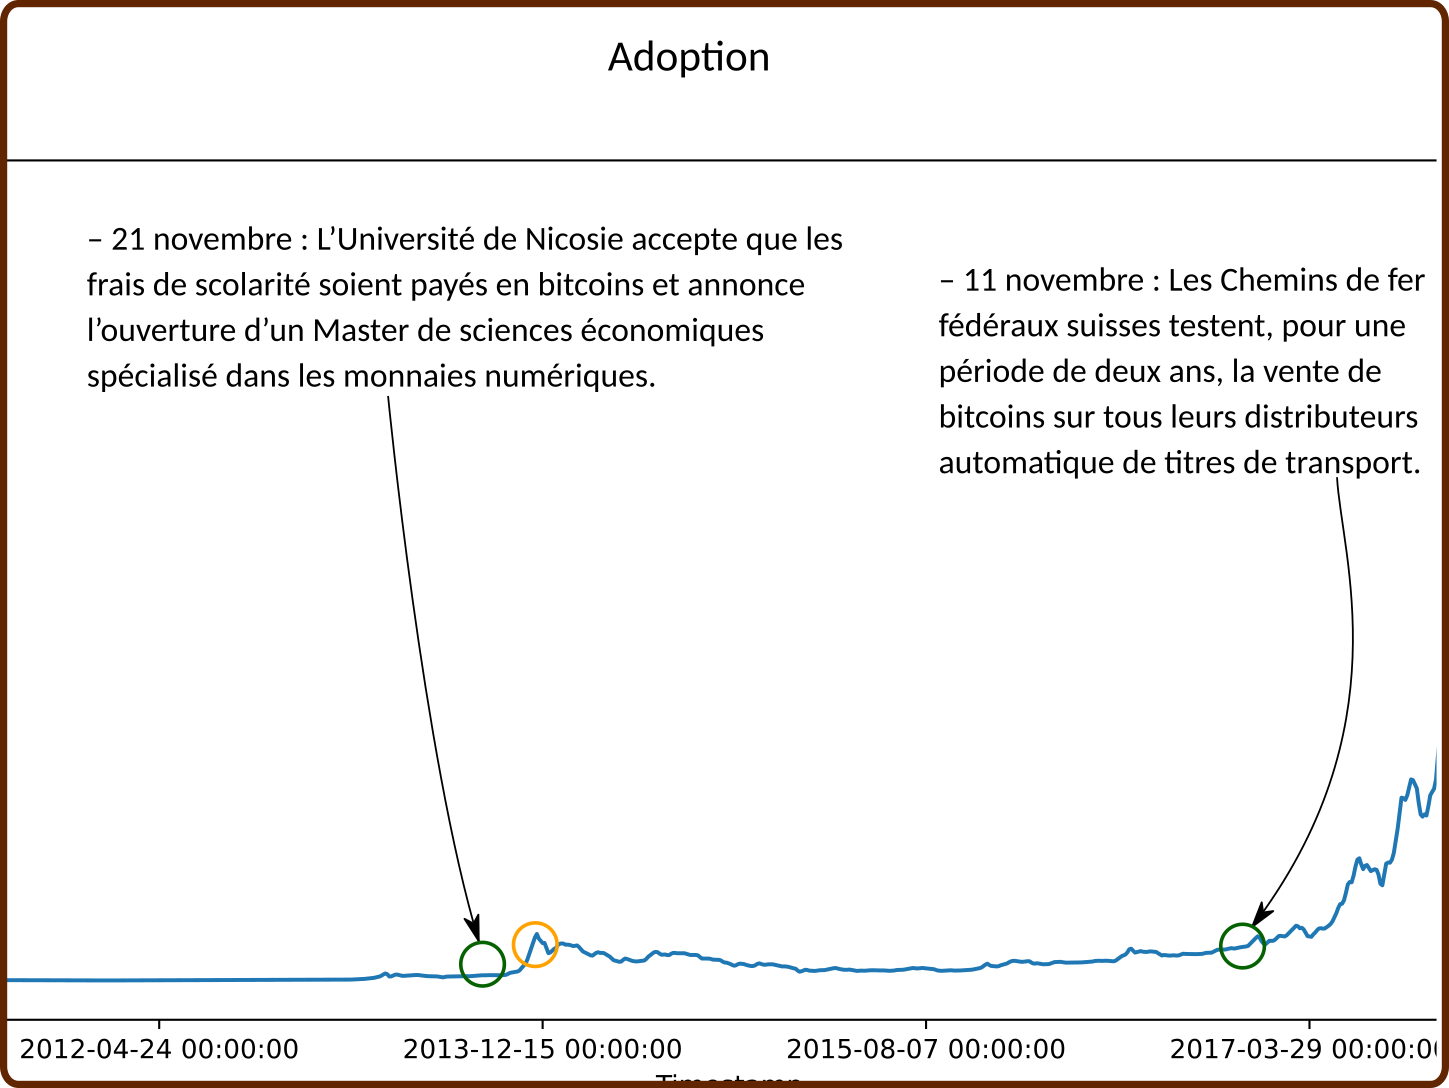 Adoption
– 21 novembre : L’Université de Nicosie accepte que les
frais de scolarité soient payés en bitcoins et annonce
l’ouverture d’un Master de sciences économiques
spécialisé dans les monnaies numériques.
– 11 novembre : Les Chemins de fer
fédéraux suisses testent, pour une
période de deux ans, la vente de
bitcoins sur tous leurs distributeurs
automatique de titres de transport.
2012-04-24 00:00:00 2013-12-15 00:00:00 2015-08-07 00:00:00 2017-03-29 00:00:0
Timestamp